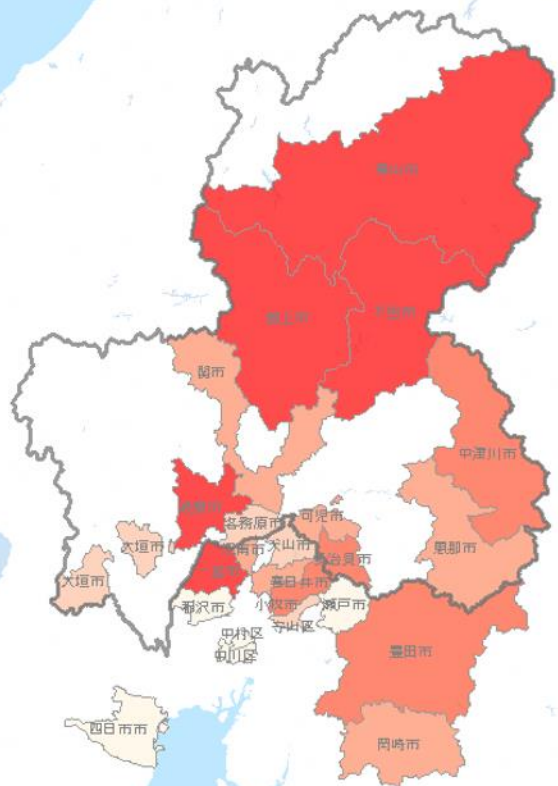 高山市
郡上市
下呂市
関市
中津川市
岐阜市
各務原市
可児市
大垣市
恵那市
犬山市
江南市
多治見市
大垣市
一宮市
春日井市
稲沢市
小牧市
瀬戸市
守山区
中村区
中川区
豊田市
四日市市
岡崎市